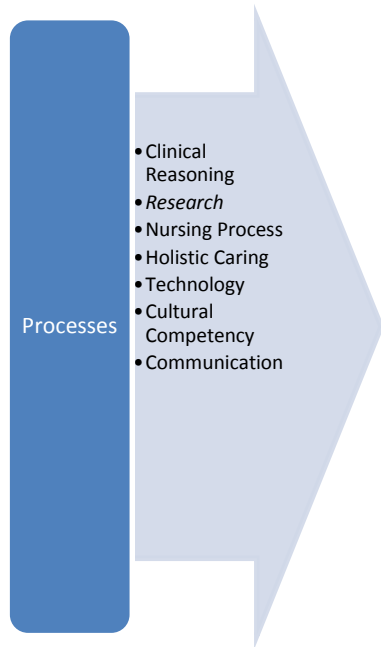 Processes
•Clinical
Reasoning
•Research
•Nursing Process
•Holistic Caring
•Technology
•Cultural
Competency
•Communication